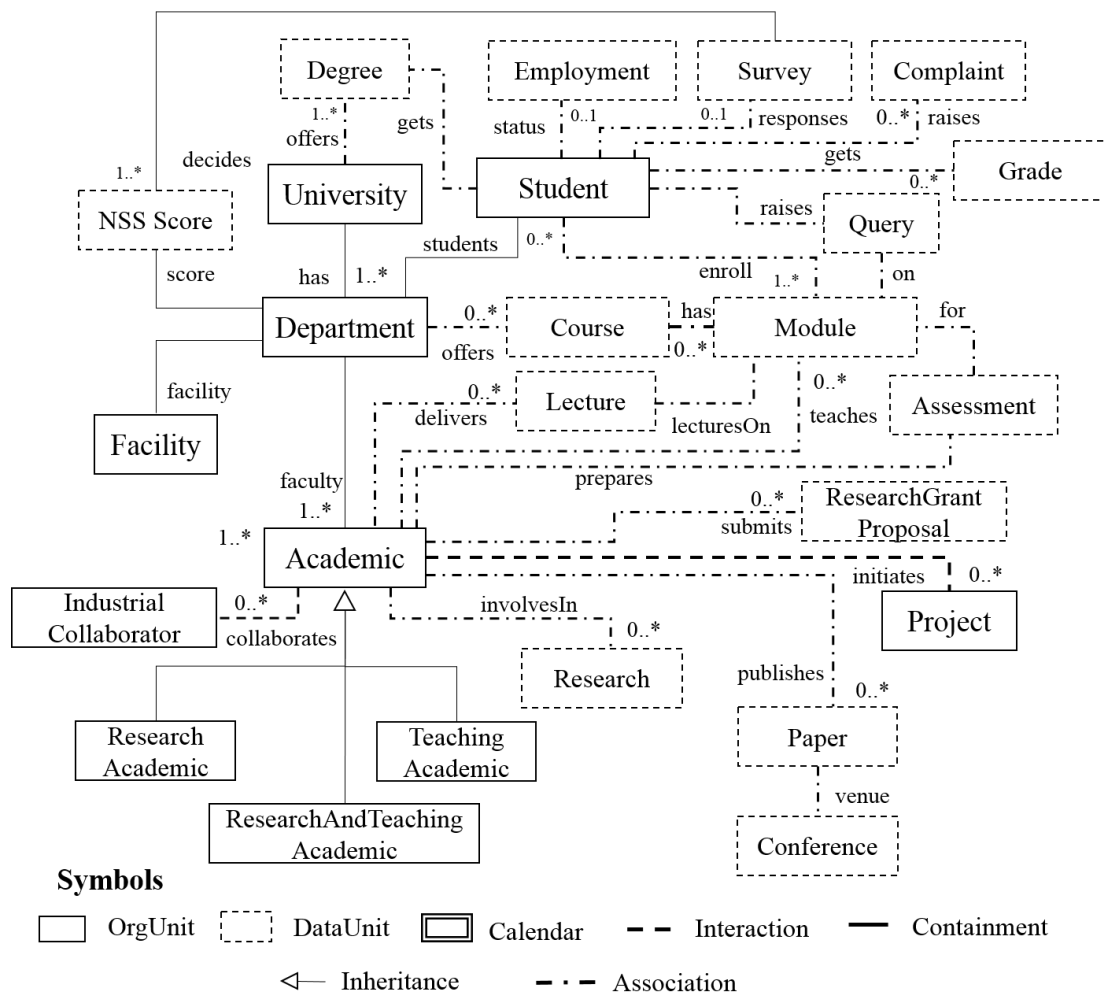 Degree
Employment
Survey
Complaint
1..*
offers
gets
status
0..1
0..1
responses
0..*
raises
decides
gets
1..*
University
Student
0..*
Grade
NSS Score
raises
Query
students
0..*
score
has
1..*
enroll
1..*
on
Department
0..*
offers
Course
has
0..*
Module
for
facility
0..*
delivers
Lecture
lecturesOn
0..*
teaches
Assessment
Facility
faculty
prepares
1..*
1..*
0..*
submits
ResearchGrant
Proposal
Academic
initiates
0..*
Industrial
Collaborator
0..*
collaborates
involvesIn
0..*
Project
Research
publishes
0..*
Research
Academic
Teaching
Academic
Paper
ResearchAndTeaching
Academic
venue
Conference
Symbols
OrgUnit
DataUnit
Calendar
Interaction
Containment
Inheritance
Association